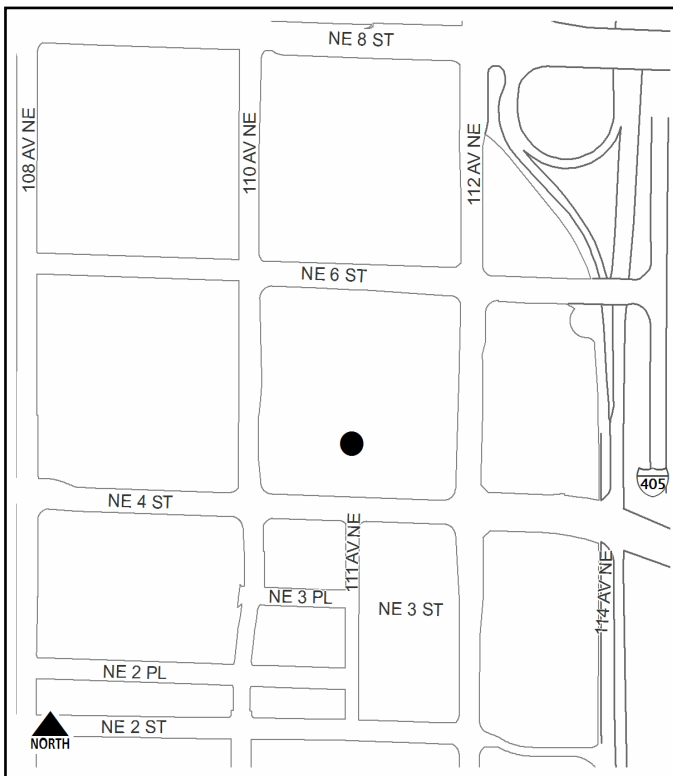 NE 8 ST
108 AV NE
110 AV NE
112 AV NE
NE 6 ST
405
NE 4 ST
111 AV NE
114 AV NE
NE 3 PL
NE 3 ST
NE 2 PL
NE 2 ST
NORTH